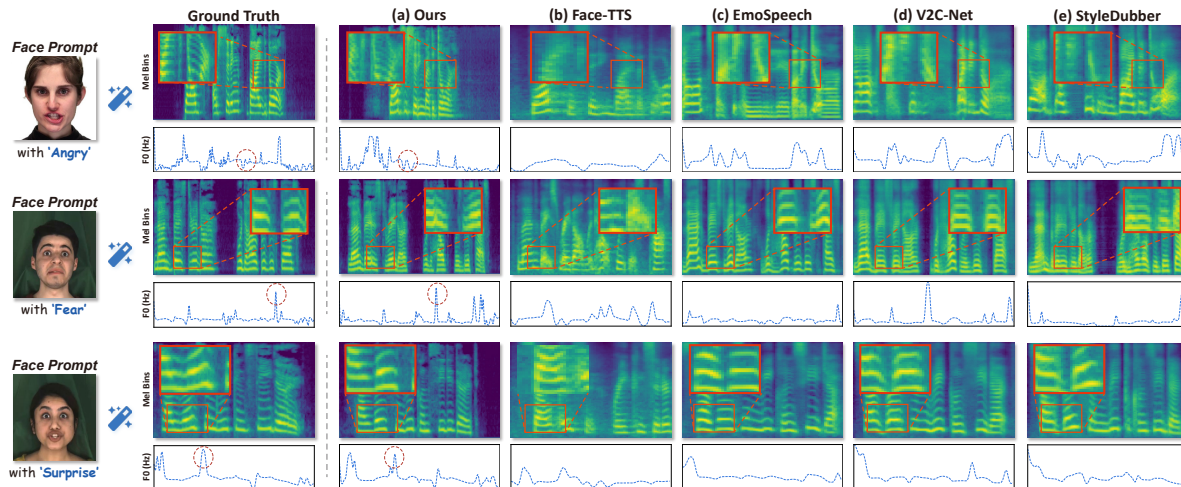 Ground Truth
(a) Ours
(b) Face-TTS
(c) EmoSpeech
(d) V2C-Net
(e) StyleDubber
Face Prompt
with 'Angry'
Mel Bins
F0 (Hz)
Face Prompt
with 'Fear'
Mel Bins
F0 (Hz)
Face Prompt
with 'Surprise'
Mel Bins
F0 (Hz)